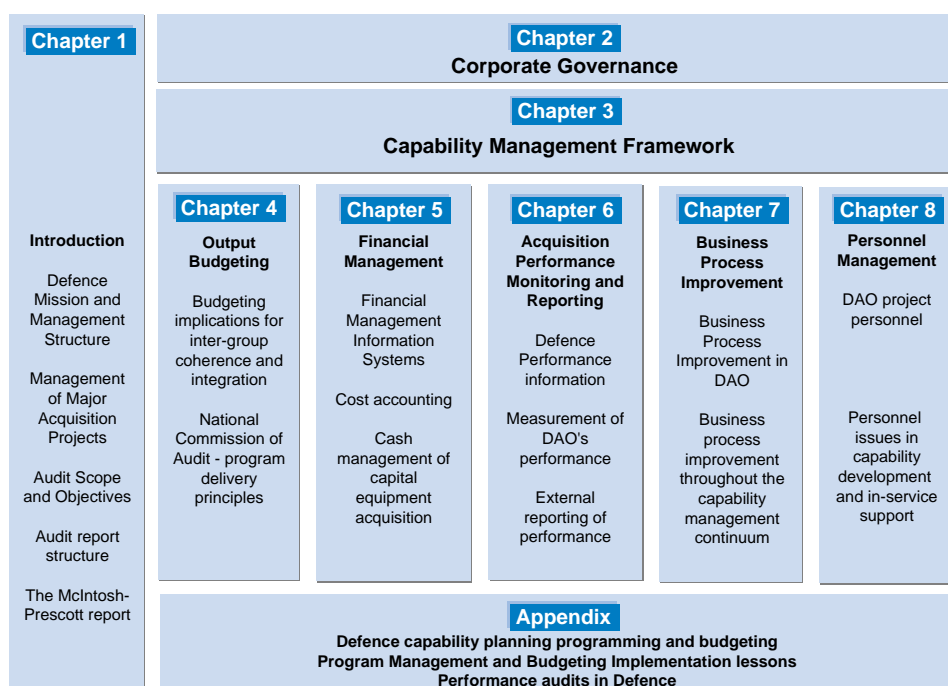 Chapter 1
Introduction
Defence
Mission and
Management
Structure
Management
of Major
Acquisition
Projects
Audit Scope
and Objectives
Audit report
structure
The McIntosh-
Prescott report
Chapter 2
Corporate Governance
Chapter 3
Capability Management Framework
Chapter 4
Output
Budgeting
Budgeting
implications for
inter-group
coherence and
integration
National
Commission of
Audit - program
delivery
principles
Chapter 5
Financial
Management
Financial
Management
Information
Systems
Cost accounting
Cash
management of
capital
equipment
acquisition
Chapter 6
Acquisition
Performance
Monitoring and
Reporting
Defence
Performance
information
Measurement of
DAO's
performance
External
reporting of
performance
Chapter 7
Business
Process
Improvement
Business
Process
Improvement in
DAO
Business
process
improvement
throughout the
capability
management
continuum
Chapter 8
Personnel
Management
DAO project
personnel
Personnel
issues in
capability
development
and in-service
support
Appendix
Defence capability planning programming and budgeting
Program Management and Budgeting Implementation lessons
Performance audits in Defence